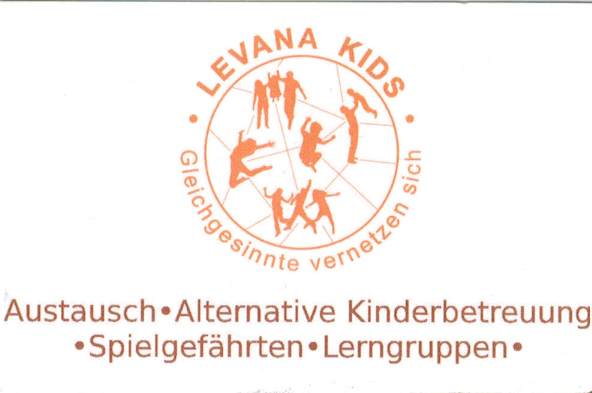 • LEVANA KIDS •
Gleichgesinnte vernetzen sich
Austausch•Alternative Kinderbetreuung
•Spielgefährten•Lerngruppen•